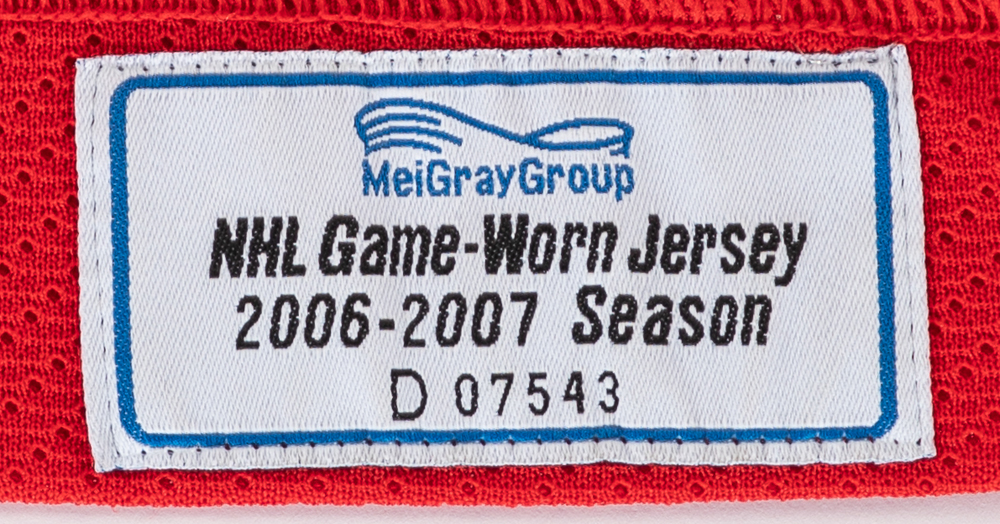 MeiGrayGroup
NHL Game-Worn Jersey
2006-2007 Season
D 07543